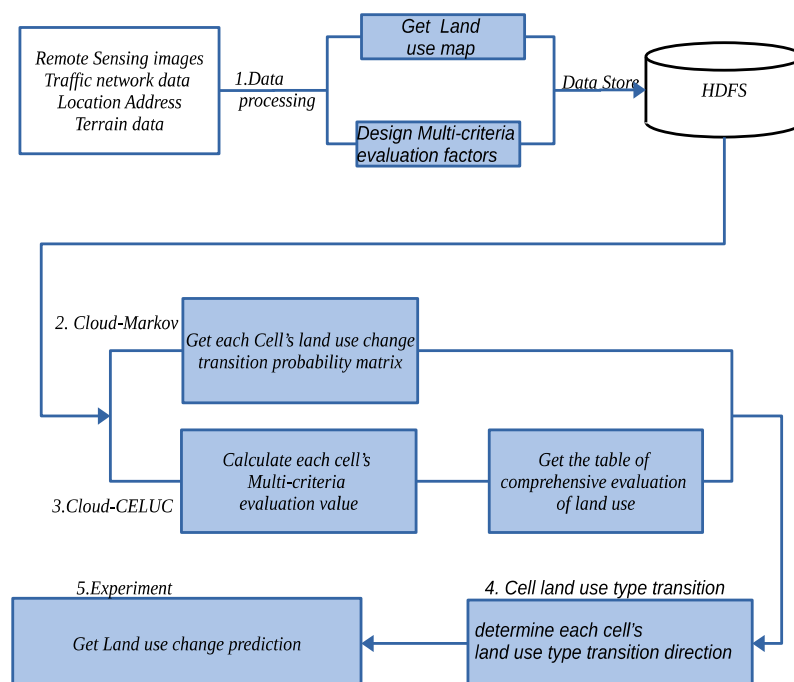 Remote Sensing images
Traffic network data
Location Address
Terrain data
1.Data
processing
Get Land
use map
Design Multi-criteria
evaluation factors
Data Store
HDFS
2. Cloud-Markov
Get each Cell's land use change
transition probability matrix
3.Cloud-CELUC
Calculate each cell's
Multi-criteria
evaluation value
Get the table of
comprehensive evaluation
of land use
4. Cell land use type transition
determine each cell's
land use type transition direction
5.Experiment
Get Land use change prediction